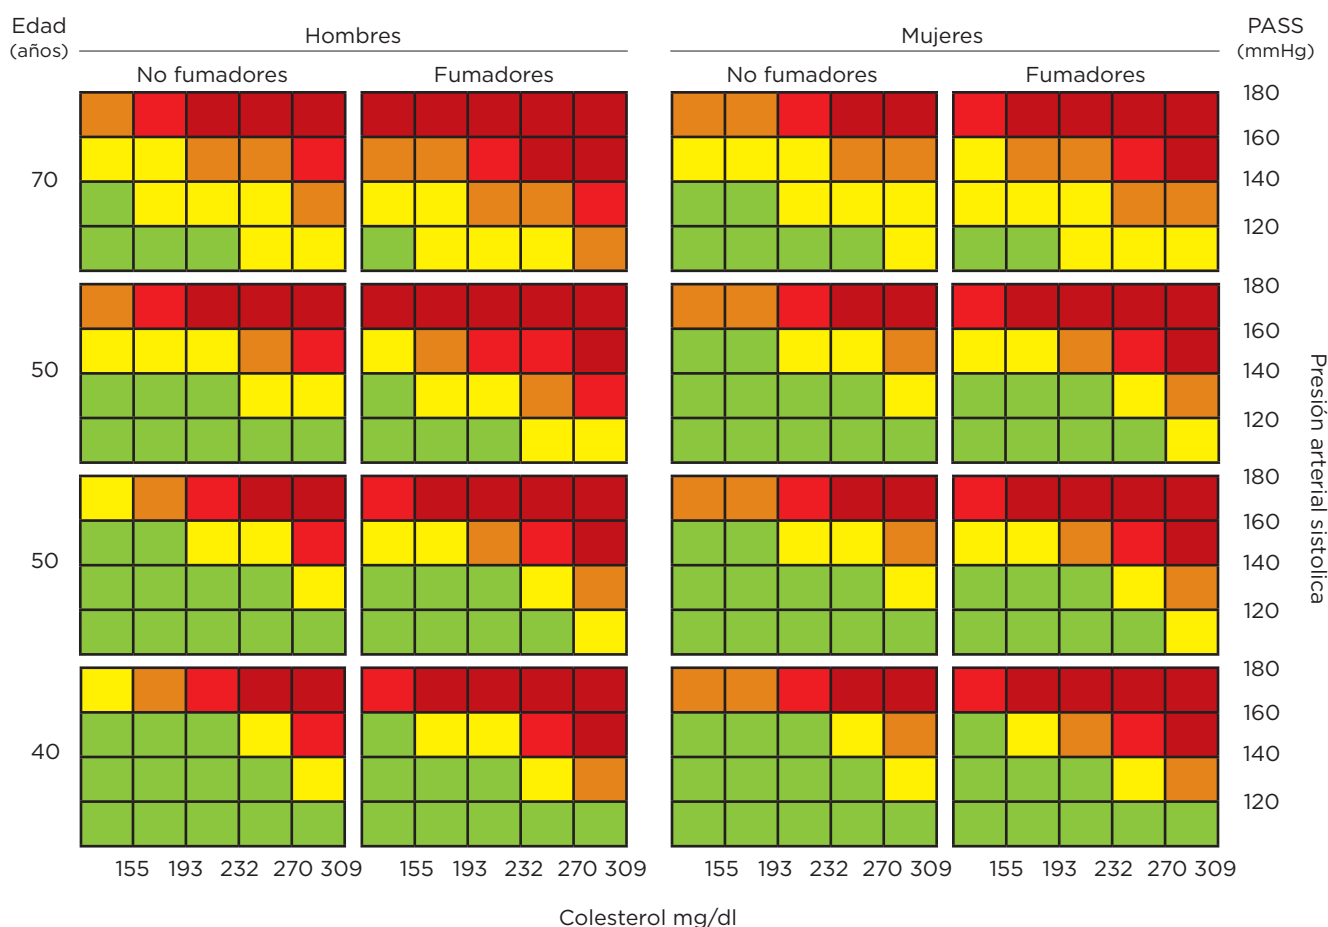 Edad
(años)
Hombres
Mujeres
PASS
(mmHg)
No fumadores
Fumadores
No fumadores
Fumadores
70
180
160
140
120
50
180
160
140
120
50
180
160
140
120
40
180
160
140
120
Presión arterial sistolica
155 193 232 270 309
155 193 232 270 309
155 193 232 270 309
155 193 232 270 309
Colesterol mg/dl